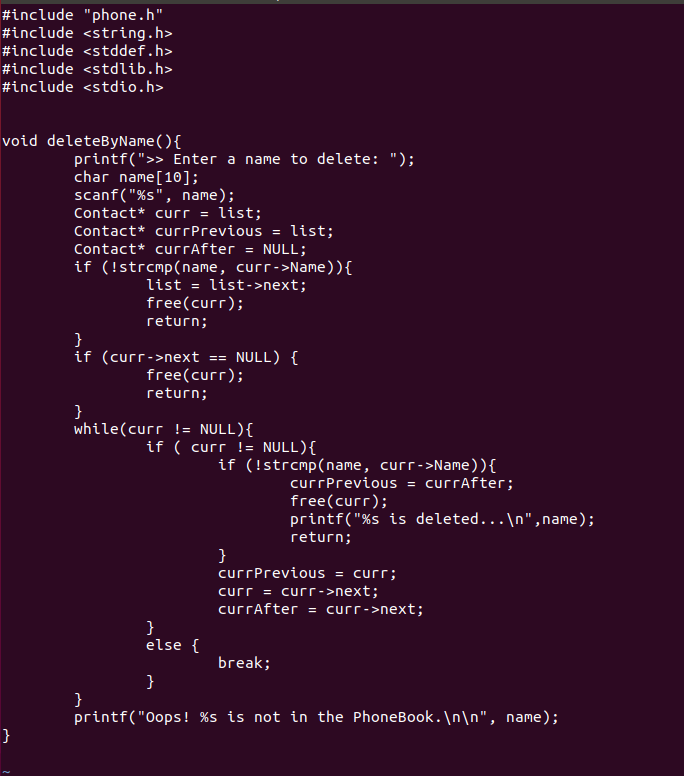 #include "phone.h"
#include <string.h>
#include <stddef.h>
#include <stdlib.h>
#include <stdio.h>
void deleteByName(){
printf(">> Enter a name to delete: ");
char name[10];
scanf("%s", name);
Contact* curr = list;
Contact* currPrevious = list;
Contact* currAfter = NULL;
if (!strcmp(name, curr->Name)){
list = list->next;
free(curr);
return;
}
if (curr->next == NULL) {
free(curr);
return;
}
while(curr != NULL){
if ( curr != NULL){
if (!strcmp(name, curr->Name)){
currPrevious = currAfter;
free(curr);
printf("%s is deleted...\n",name);
return;
}
currPrevious = curr;
curr = curr->next;
currAfter = curr->next;
}
else {
break;
}
}
printf("Oops! %s is not in the PhoneBook.\n\n", name);
}
~